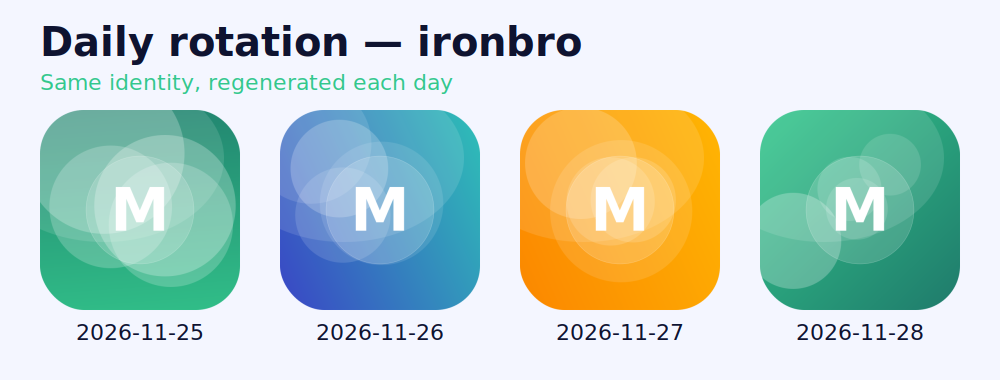 Daily rotation — ironbro
Same identity, regenerated each day
M M M M
2026-11-25 2026-11-26 2026-11-27 2026-11-28